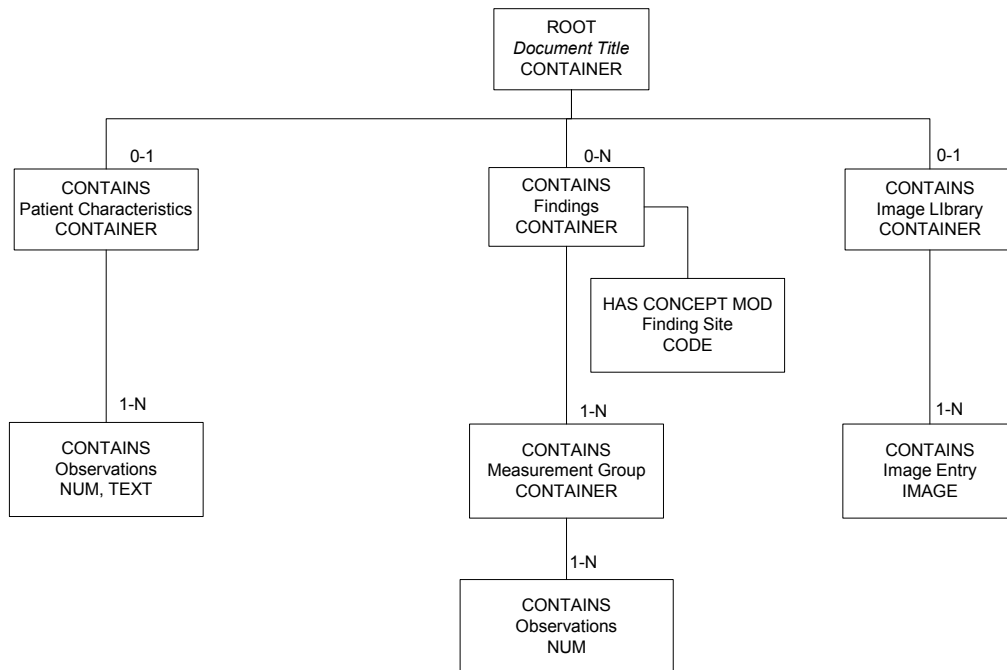 ROOT
Document Title
CONTAINER
0-1
0-N
0-1
CONTAINS
Patient Characteristics
CONTAINER
CONTAINS
Findings
CONTAINER
CONTAINS
Image LIbrary
CONTAINER
HAS CONCEPT MOD
Finding Site
CODE
1-N
1-N
1-N
CONTAINS
Observations
NUM, TEXT
CONTAINS
Measurement Group
CONTAINER
CONTAINS
Image Entry
IMAGE
1-N
CONTAINS
Observations
NUM